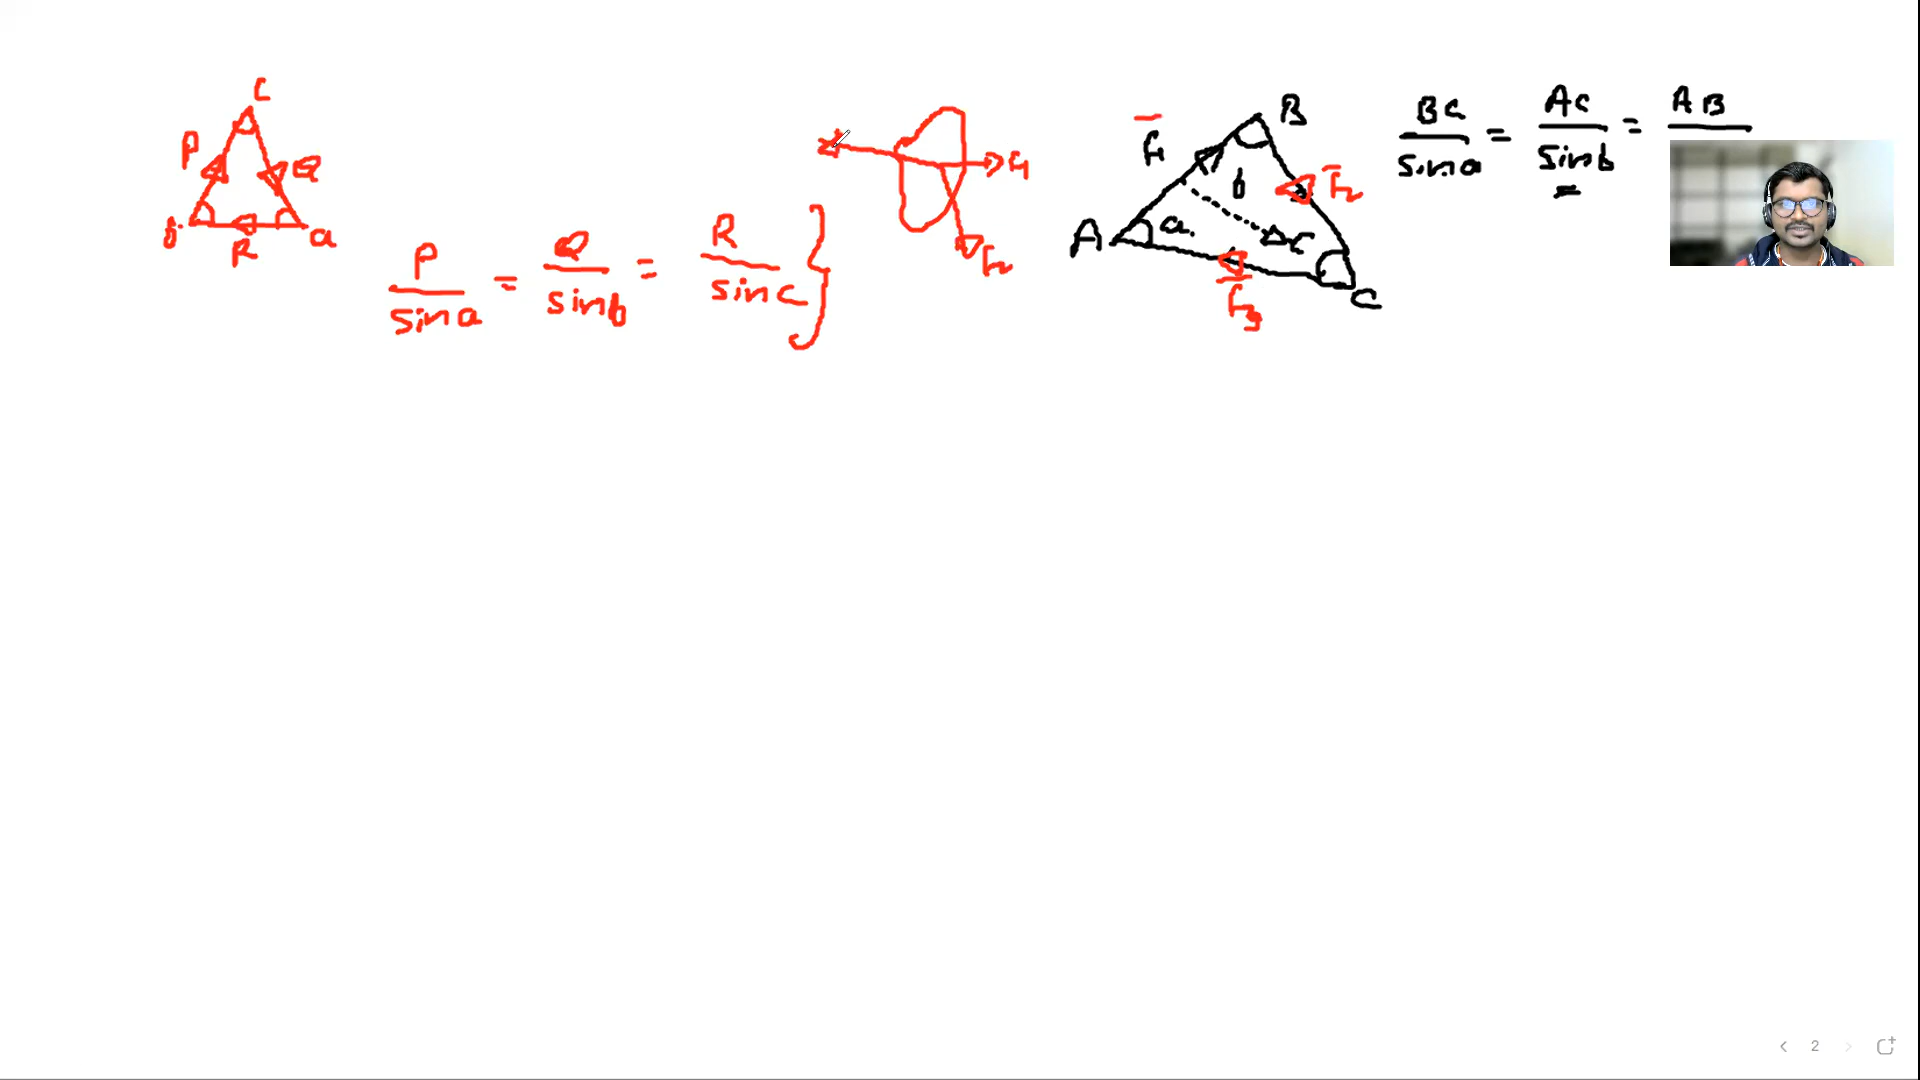 C
P Q
b R a
P/sin a = Q/sin b = R/sin c }
F1
F2
F1 B
b F2
A a c
F3 C
BC/sin a = AC/sin b = AB
2